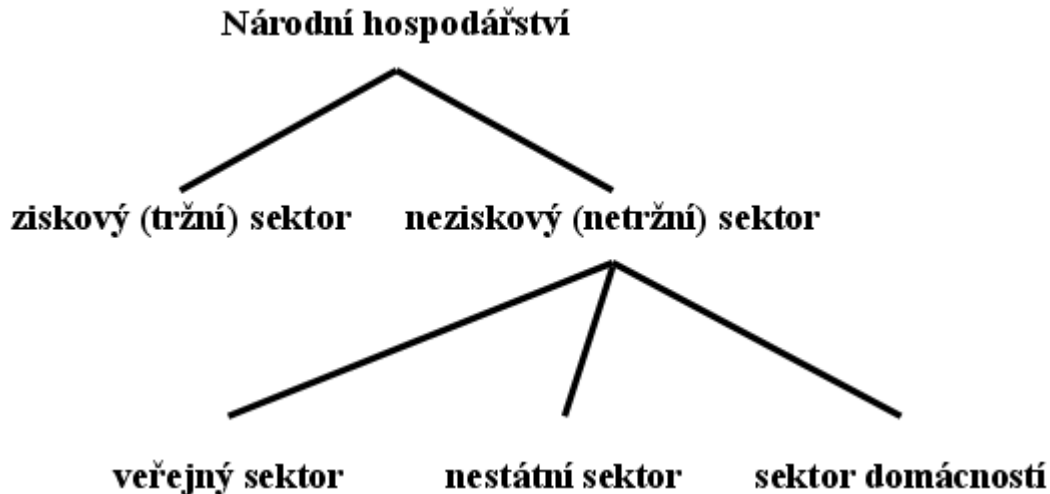 Národní hospodářství
ziskový (tržní) sektor neziskový (netržní) sektor
veřejný sektor nestátní sektor sektor domácností